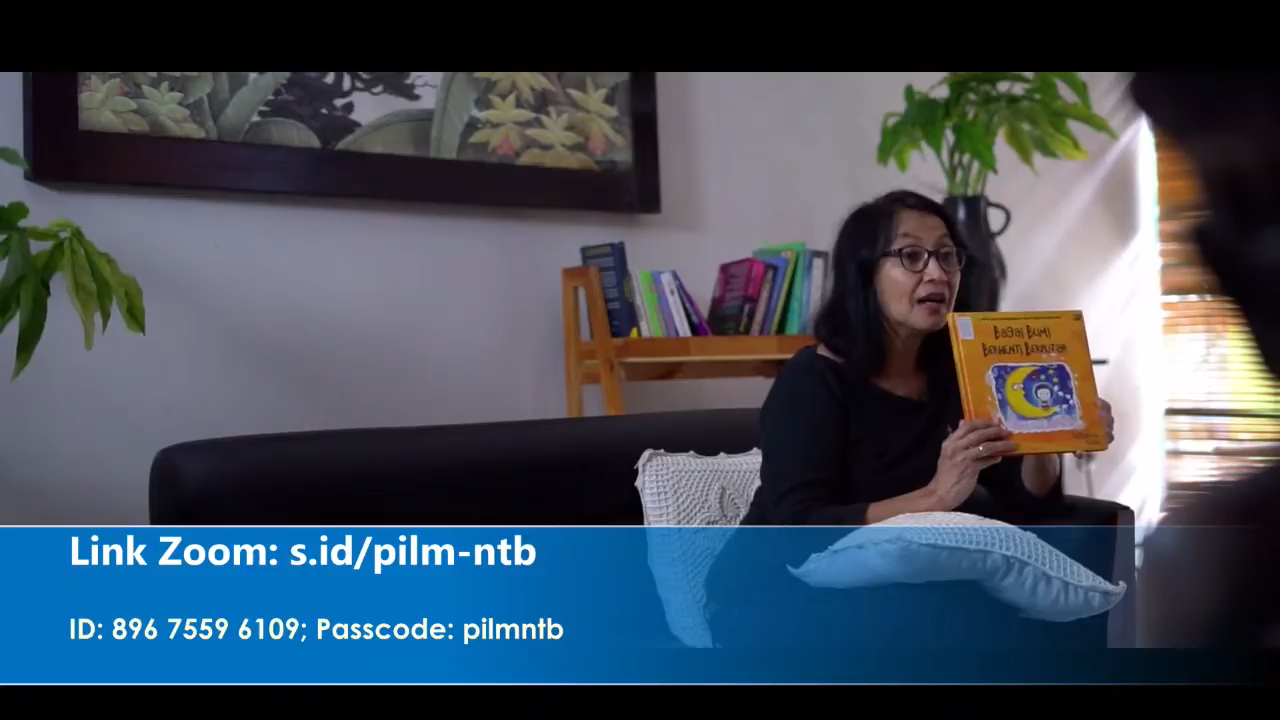 Bagai Bumi
Berhenti Berputar
Link Zoom: s.id/pilm-ntb
ID: 896 7559 6109; Passcode: pilmntb